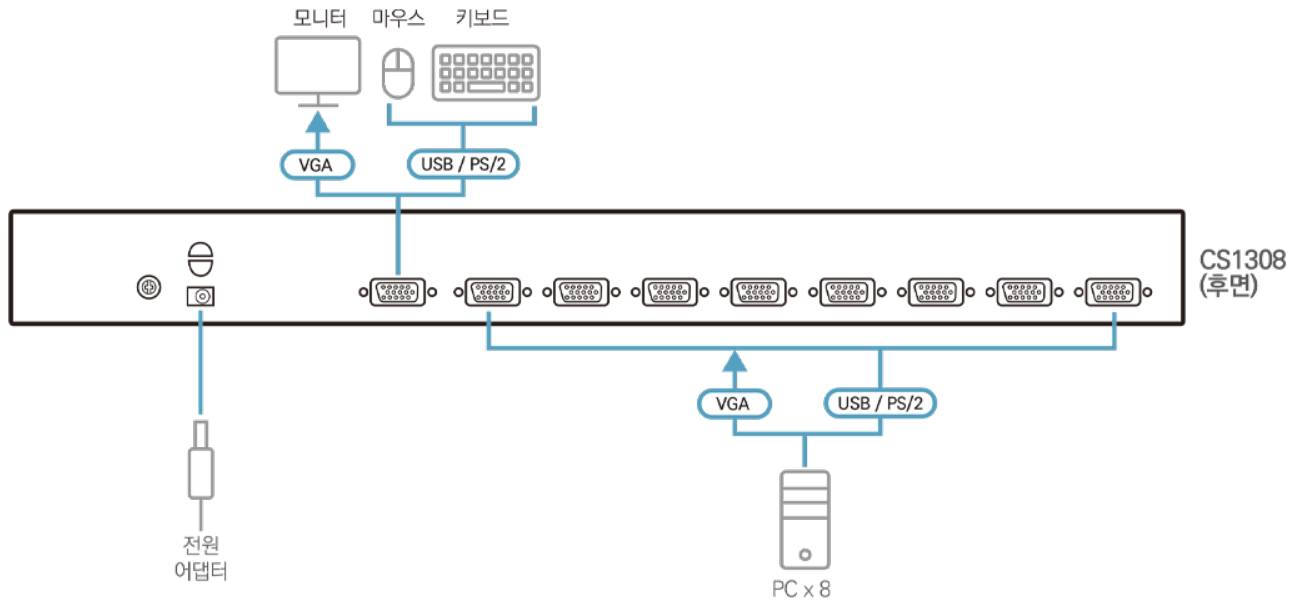 모니터 마우스 키보드
VGA
USB / PS/2
CS1308
(후면)
VGA
USB / PS/2
전원
어댑터
PC x 8